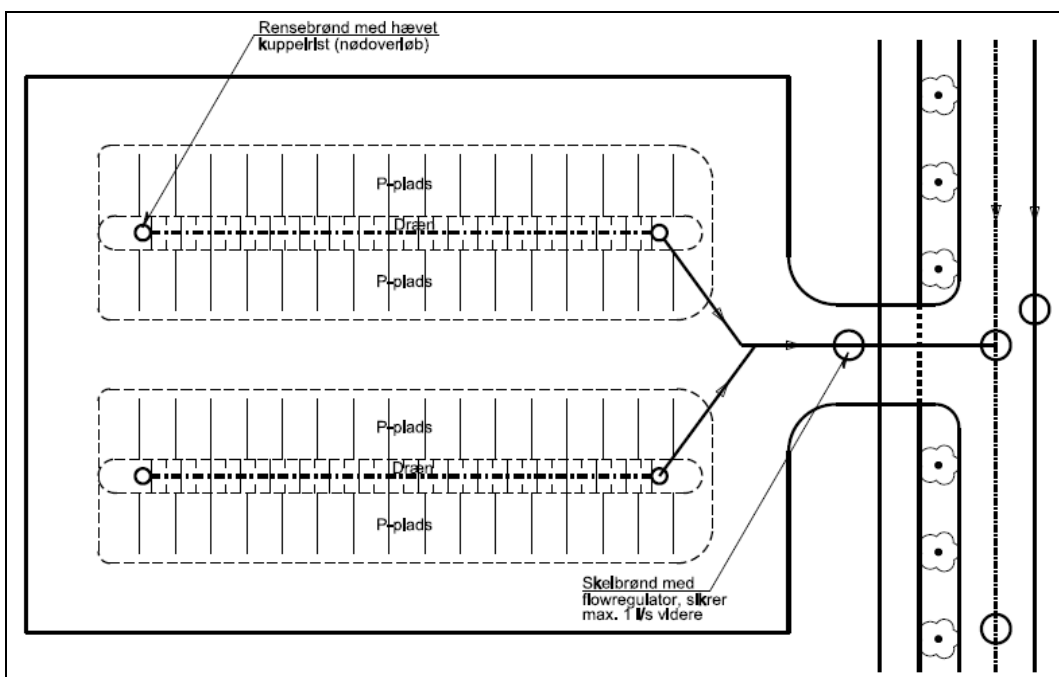 Rensebrønd med hævet
kuppelrist (nødoverløb)
P-plads
Dræn
P-plads
P-plads
Dræn
P-plads
Skelbrønd med
flowregulator, sikrer
max. 1 l/s videre